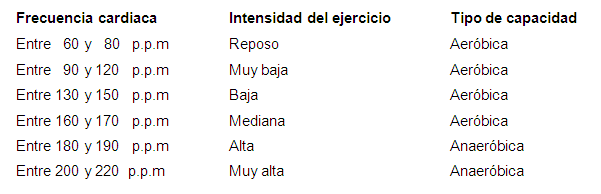 Frecuencia cardiaca Intensidad del ejercicio Tipo de capacidad
Entre 60 y 80 p.p.m Reposo Aeróbica
Entre 90 y 120 p.p.m Muy baja Aeróbica
Entre 130 y 150 p.p.m Baja Aeróbica
Entre 160 y 170 p.p.m Mediana Aeróbica
Entre 180 y 190 p.p.m Alta Anaeróbica
Entre 200 y 220 p.p.m Muy alta Anaeróbica